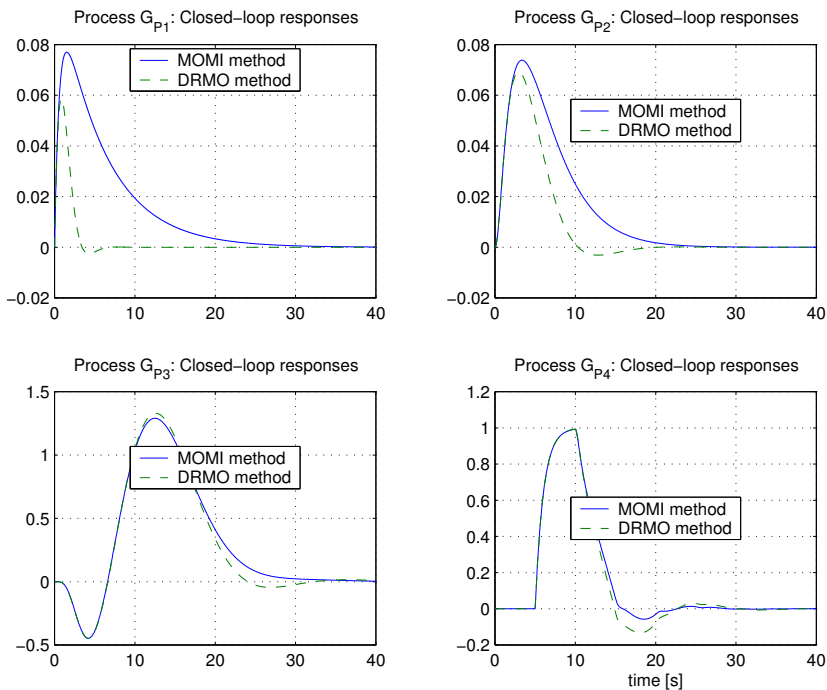 Process G_P1: Closed−loop responses
0.08
0.06
0.04
0.02
0
−0.02
0 10 20 30 40
MOMI method
DRMO method
Process G_P2: Closed−loop responses
0.08
0.06
0.04
0.02
0
−0.02
0 10 20 30 40
MOMI method
DRMO method
Process G_P3: Closed−loop responses
1.5
1
0.5
0
−0.5
0 10 20 30 40
MOMI method
DRMO method
Process G_P4: Closed−loop responses
1.2
1
0.8
0.6
0.4
0.2
0
−0.2
0 10 20 30 40
MOMI method
DRMO method
time [s]